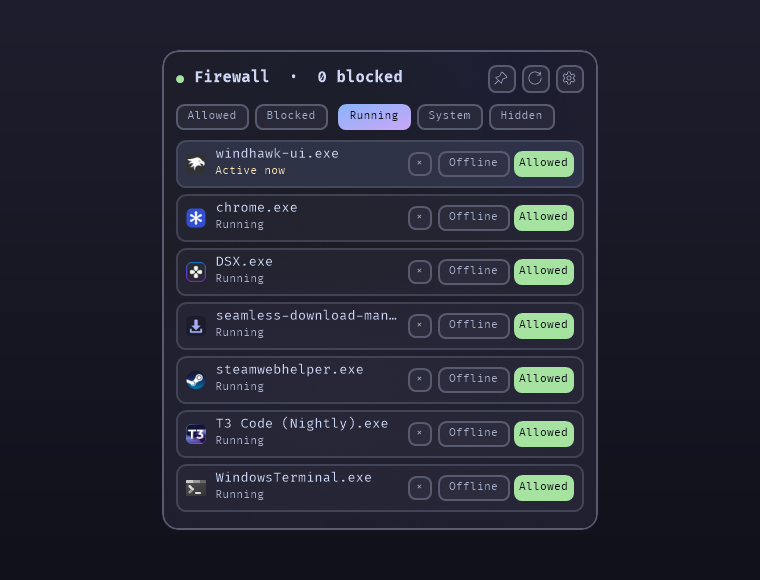 Firewall · 0 blocked
Allowed Blocked Running System Hidden
windhawk-ui.exe
Active now
× Offline Allowed
chrome.exe
Running
× Offline Allowed
DSX.exe
Running
× Offline Allowed
seamless-download-man…
Running
× Offline Allowed
steamwebhelper.exe
Running
× Offline Allowed
T3
T3 Code (Nightly).exe
Running
× Offline Allowed
WindowsTerminal.exe
Running
× Offline Allowed